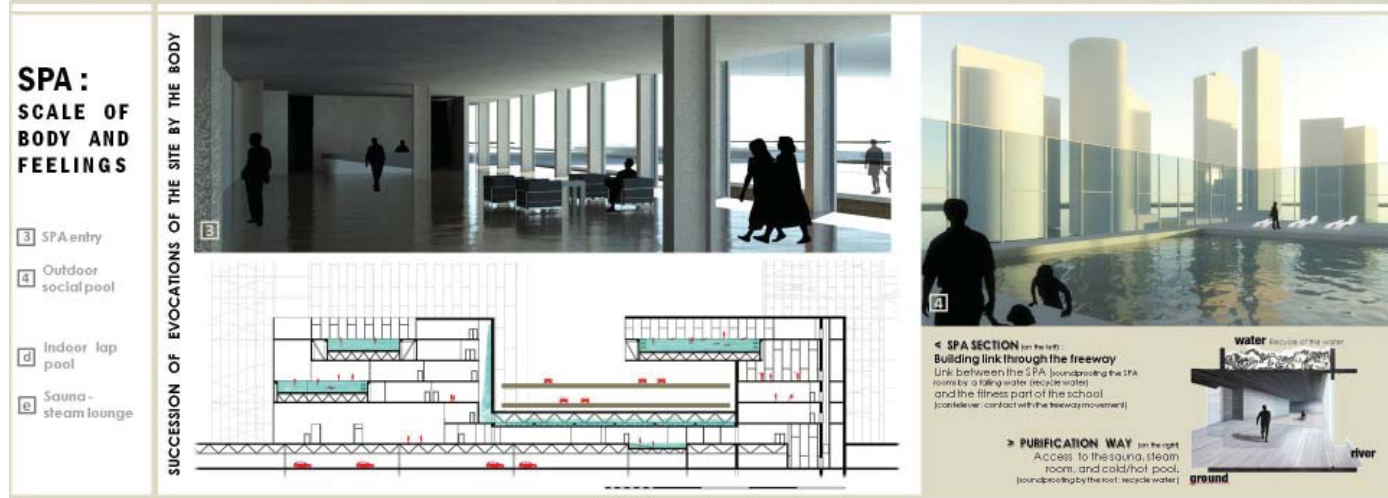 SPA :
SCALE OF
BODY AND
FEELINGS
3 SPA entry
4 Outdoor
social pool
d Indoor lap
pool
e Sauna -
steam lounge
SUCCESSION OF EVOCATIONS OF THE SITE BY THE BODY
3
4
< SPA SECTION (on the left) :
Building link through the freeway
Link between the SPA (soundproofing the SPA
rooms by a falling water (recycle water)
and the fitness part of the school
(cantelever : contact with the freeway movement)
> PURIFICATION WAY (on the right)
Access to the sauna, steam
room, and cold/hot pool.
(soundproofing by the roof : recycle water)
water Recycle of the water
river
ground